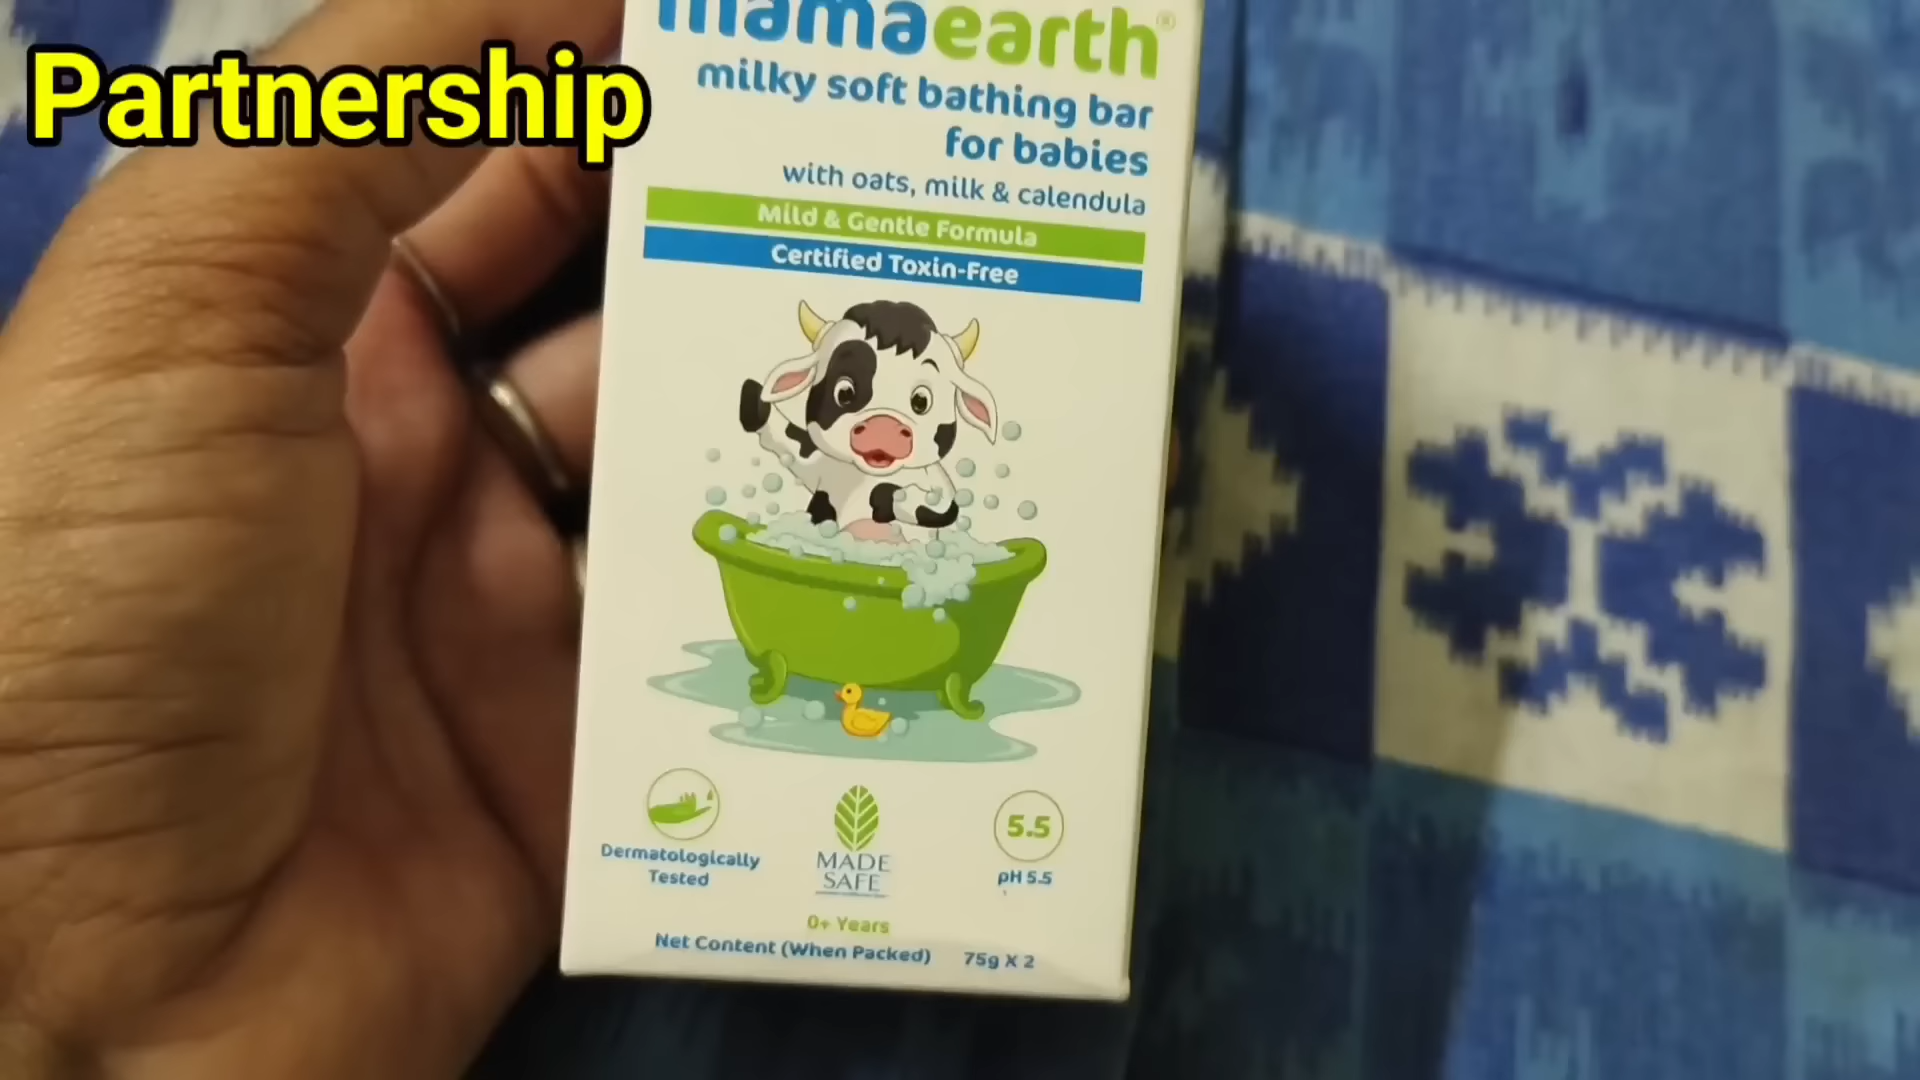 Partnership
mamaearth®
milky soft bathing bar
for babies
with oats, milk & calendula
Mild & Gentle Formula
Certified Toxin-Free
Dermatologically
Tested
MADE
SAFE
5.5
pH 5.5
0+ Years
Net Content (When Packed) 75g X 2